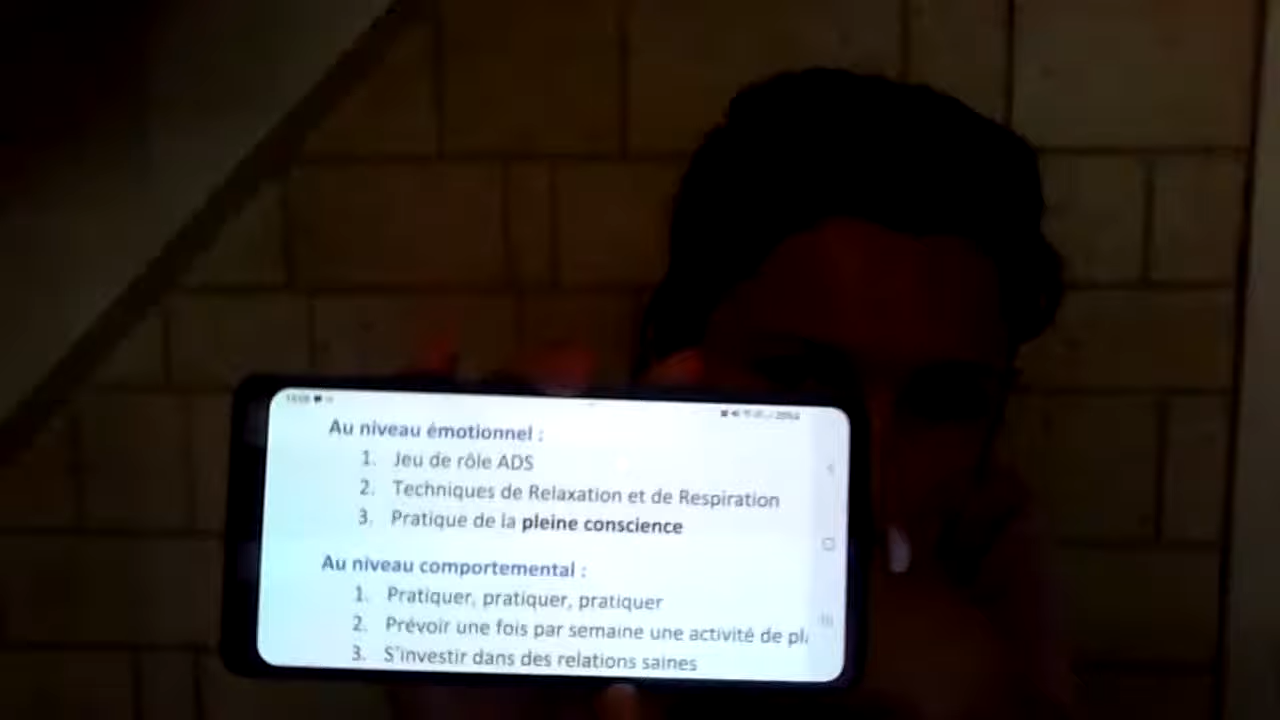 Au niveau émotionnel :
1. Jeu de rôle ADS
2. Techniques de Relaxation et de Respiration
3. Pratique de la pleine conscience
Au niveau comportemental :
1. Pratiquer, pratiquer, pratiquer
2. Prévoir une fois par semaine une activité de
3. S'investir dans des relations saines